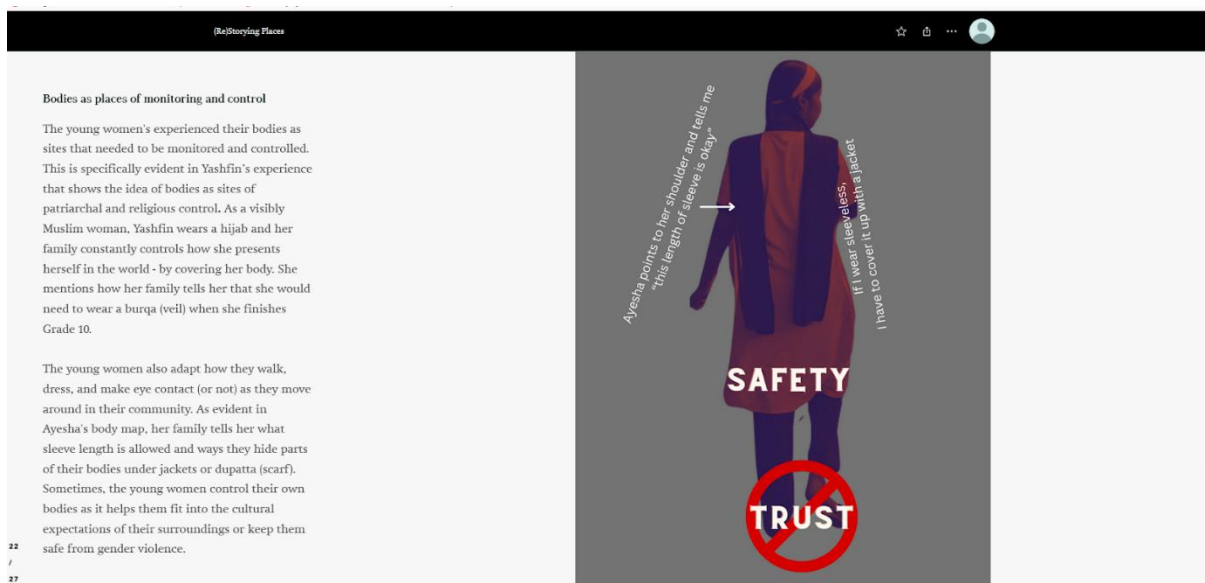 (Re)Storying Places
Bodies as places of monitoring and control
The young women's experienced their bodies as
sites that needed to be monitored and controlled.
This is specifically evident in Yashfin's experience
that shows the idea of bodies as sites of
patriarchal and religious control. As a visibly
Muslim woman, Yashfin wears a hijab and her
family constantly controls how she presents
herself in the world - by covering her body. She
mentions how her family tells her that she would
need to wear a burqa (veil) when she finishes
Grade 10.
The young women also adapt how they walk,
dress, and make eye contact (or not) as they move
around in their community. As evident in
Ayesha's body map, her family tells her what
sleeve length is allowed and ways they hide parts
of their bodies under jackets or dupatta (scarf).
Sometimes, the young women control their own
bodies as it helps them fit into the cultural
expectations of their surroundings or keep them
safe from gender violence.
22
/
27
Ayesha points to her shoulder and tells me
"this length of sleeve is okay"
If I wear sleeveless,
I have to cover it up with a jacket
SAFETY
TRUST